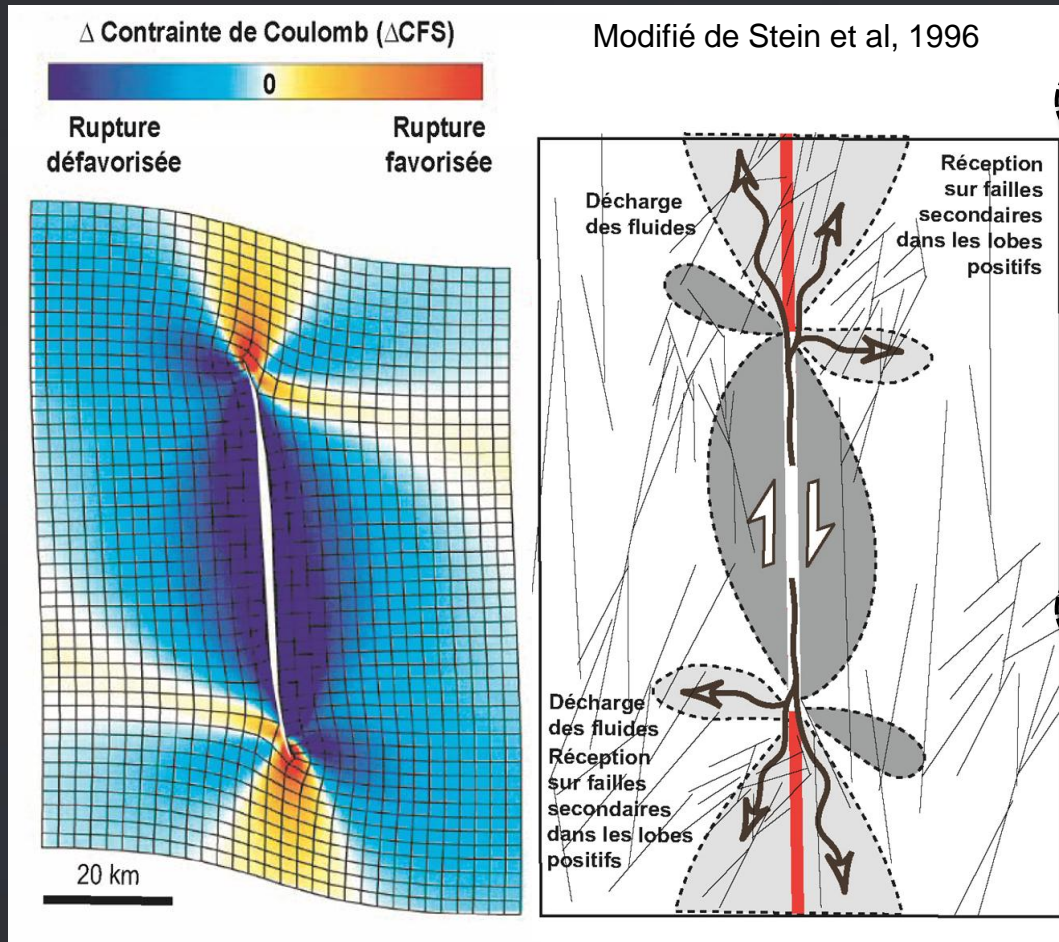 Δ Contrainte de Coulomb (ΔCFS)
0
Rupture
défavorisée
Rupture
favorisée
20 km
Modifié de Stein et al, 1996
Décharge
des fluides
Réception
sur failles
secondaires
dans les lobes
positifs
Décharge
des fluides
Réception
sur failles
secondaires
dans les lobes
positifs